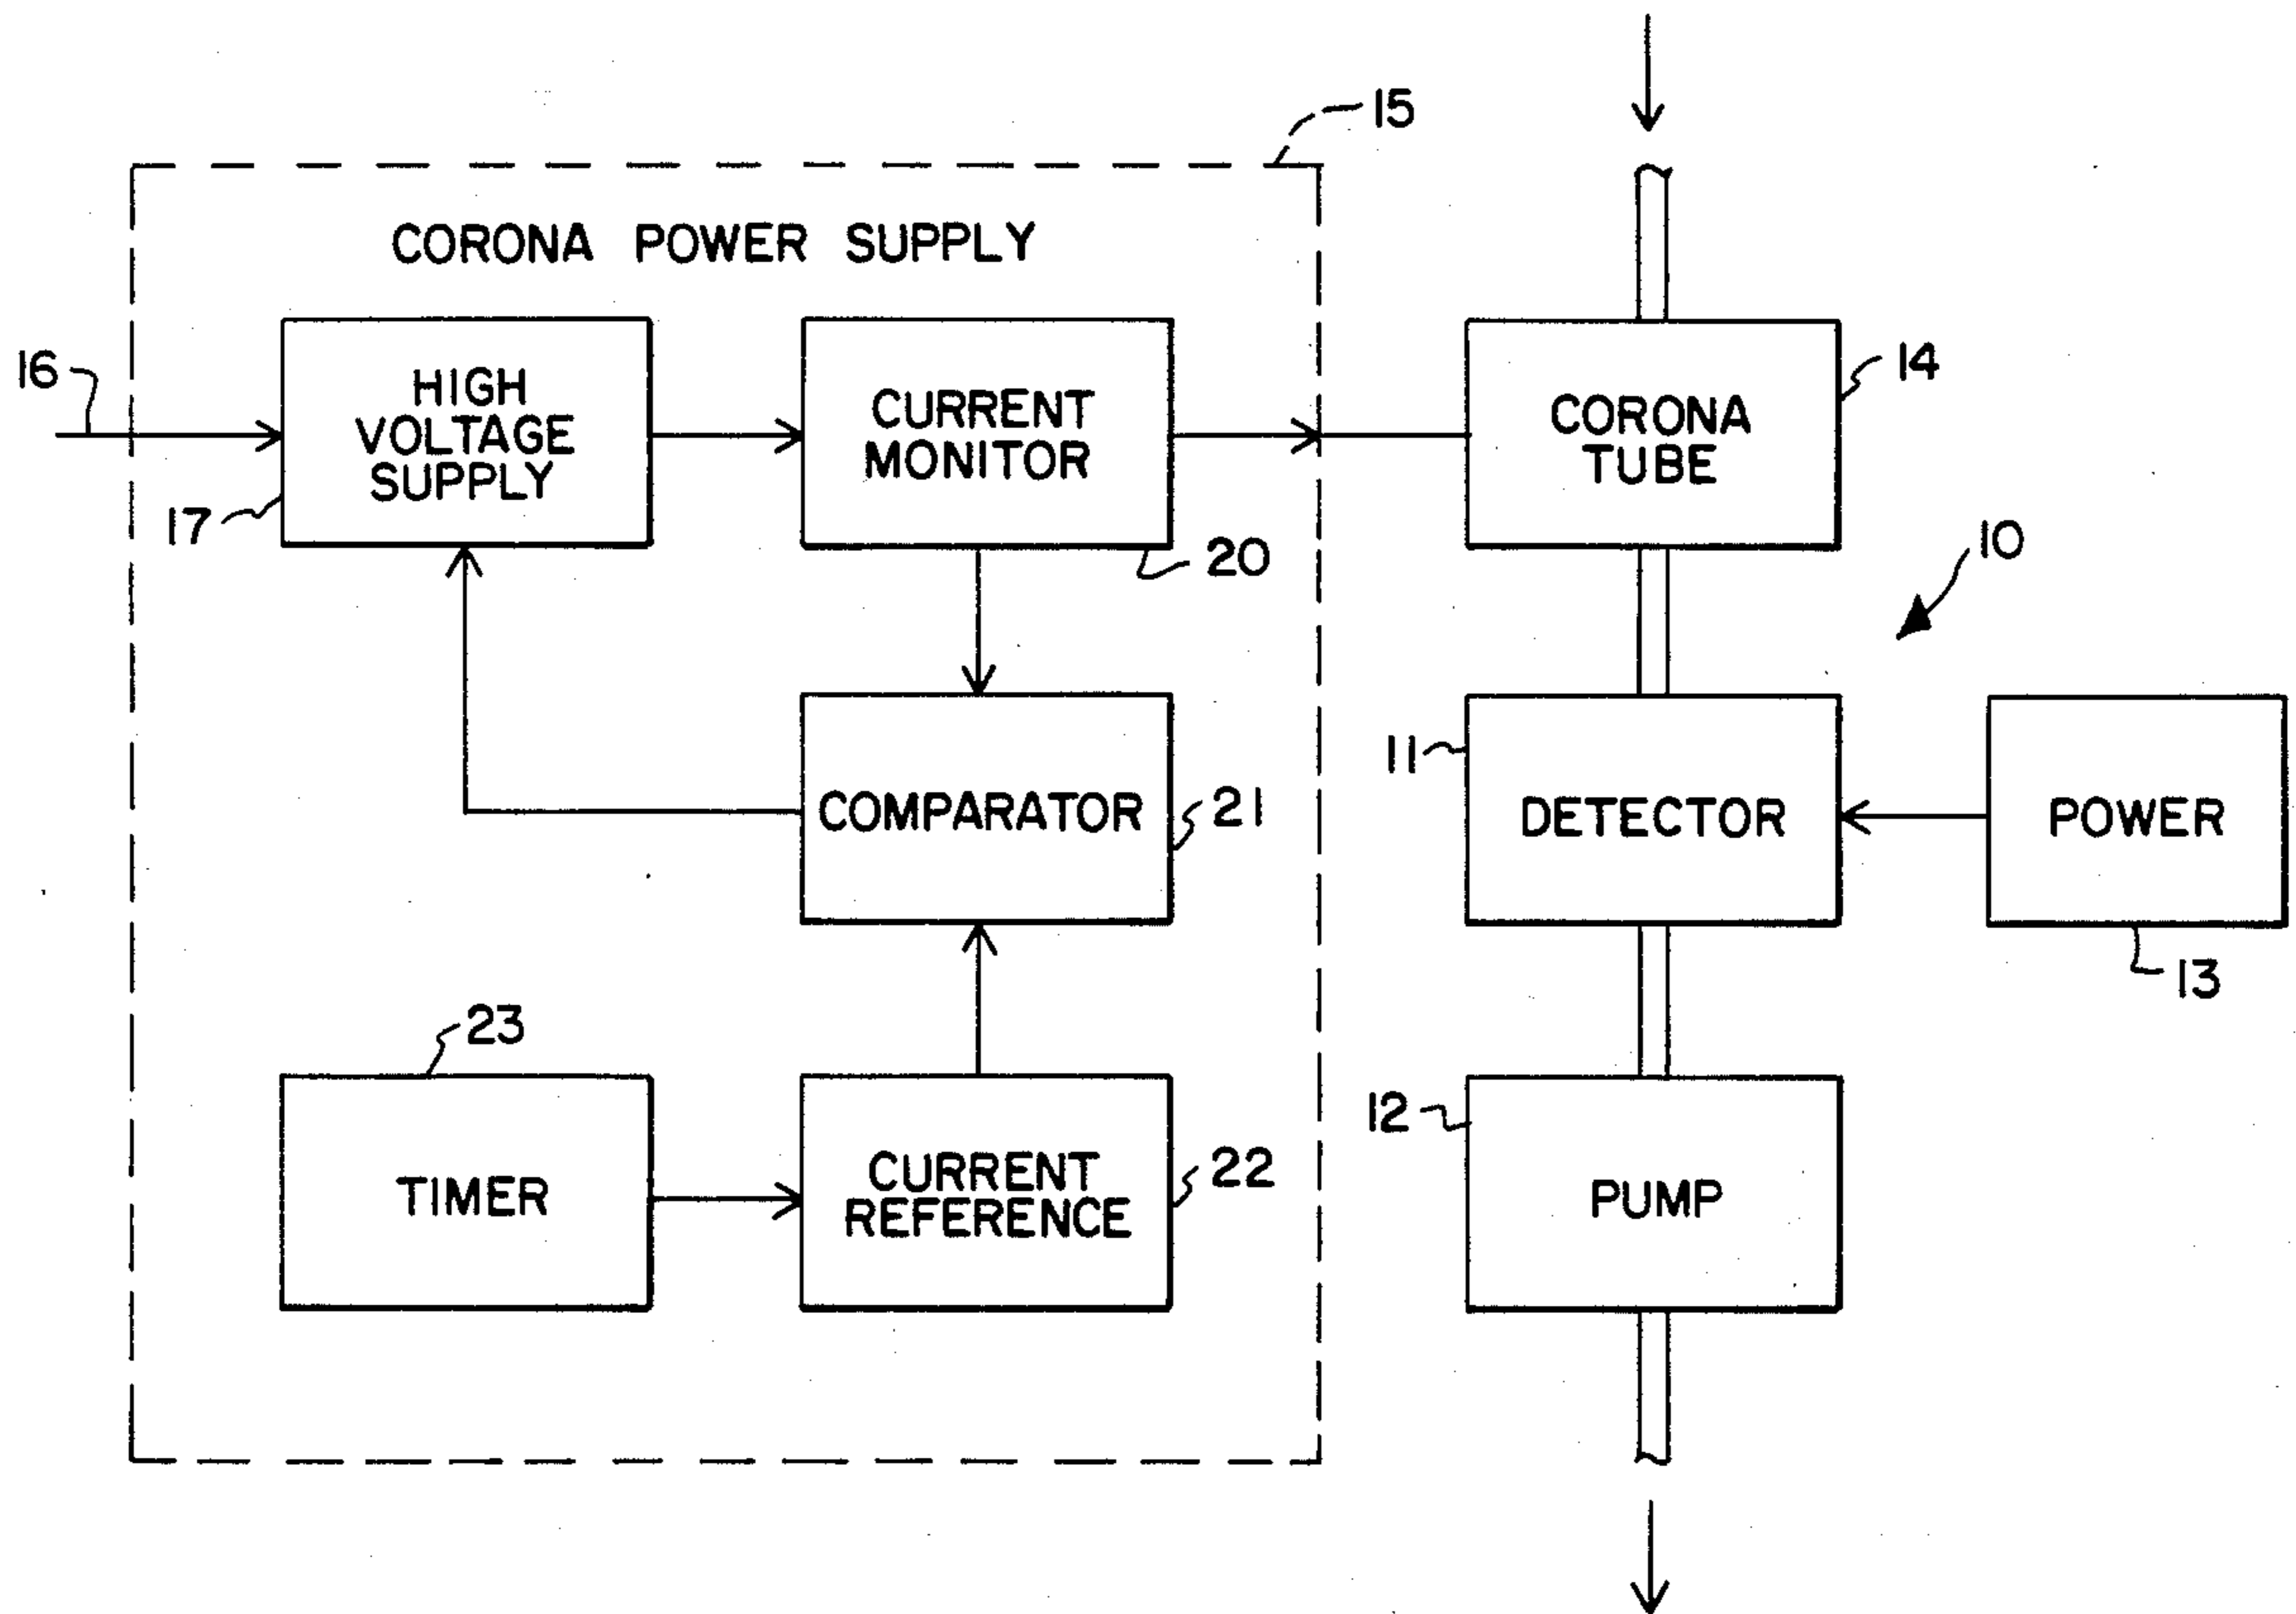 15
CORONA POWER SUPPLY
16
HIGH
VOLTAGE
SUPPLY
17
CURRENT
MONITOR
20
CORONA
TUBE
14
10
COMPARATOR
21
11
DETECTOR
POWER
13
23
TIMER
CURRENT
REFERENCE
22
12
PUMP